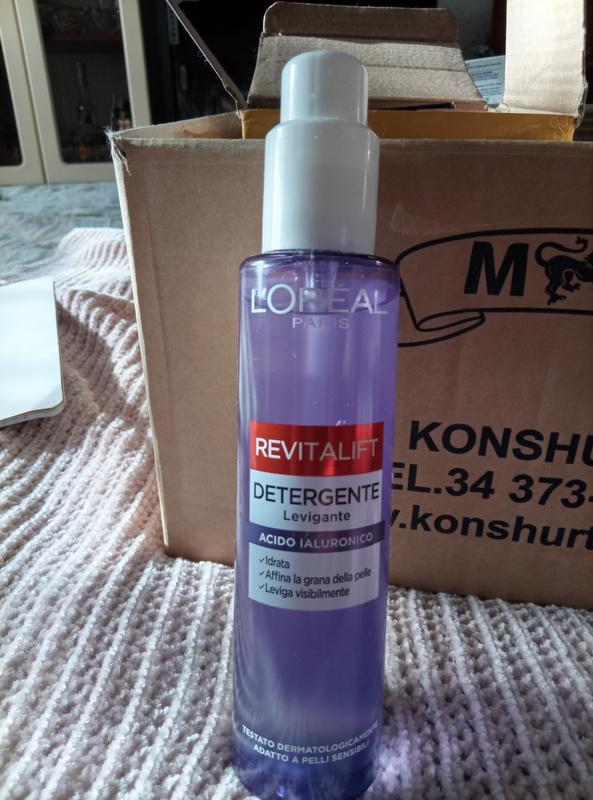 L'ORÉAL
PARIS
REVITALIFT
DETERGENTE
Levigante
ACIDO IALURONICO
✓Idrata
✓Affina la grana della pelle
✓Leviga visibilmente
TESTATO DERMATOLOGICAMENTE
ADATTO A PELLI SENSIBILI
M
KONSHU
EL.34 373-
.konshurt